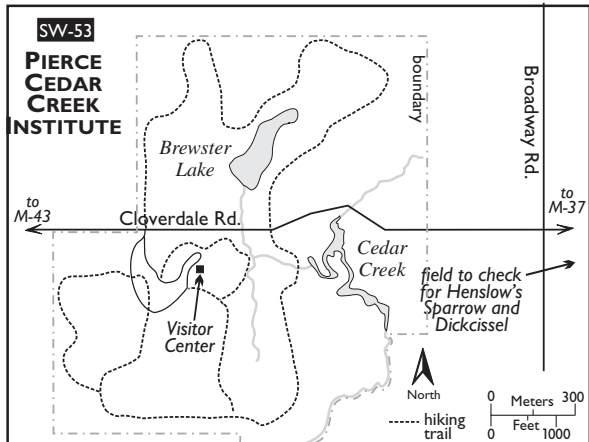 SW-53
PIERCE
CEDAR
CREEK
INSTITUTE
boundary
Broadway Rd.
Brewster
Lake
to
M-43
Cloverdale Rd.
to
M-37
Cedar
Creek
field to check
for Henslow's
Sparrow and
Dickcissel
Visitor
Center
North
hiking
trail
0 Meters 300
0 Feet 1000